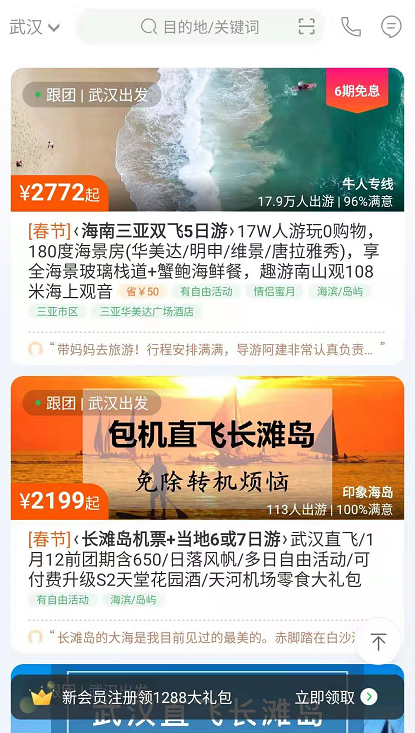 武汉
目的地/关键词
跟团 | 武汉出发
6期免息
¥2772起
牛人专线
17.9万人出游 | 96%满意
[春节]‹海南三亚双飞5日游›17W人游玩0购物，
180度海景房(华美达/明申/维景/唐拉雅秀)，享
全海景玻璃栈道+蟹鲍海鲜餐，趣游南山观108
米海上观音 省￥50 有自由活动 情侣蜜月 海滨/岛屿
三亚市区 三亚华美达广场酒店
“带妈妈去旅游！行程安排满满，导游阿建非常认真负责... ”
跟团 | 武汉出发
包机直飞长滩岛
免除转机烦恼
¥2199起
印象海岛
113人出游 | 100%满意
[春节]‹长滩岛机票+当地6或7日游›武汉直飞/1
月12前团期含650/日落风帆/多日自由活动/可
付费升级S2天堂花园酒/天河机场零食大礼包
有自由活动 海滨/岛屿
“长滩岛的大海是我目前见过的最美的。赤脚踏在白沙
跟团 | 武汉出发
新会员注册领1288大礼包 立即领取
武汉直飞长滩岛